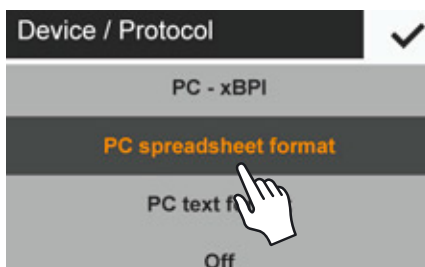 Device / Protocol
PC - xBPI
PC spreadsheet format
PC text f
Off